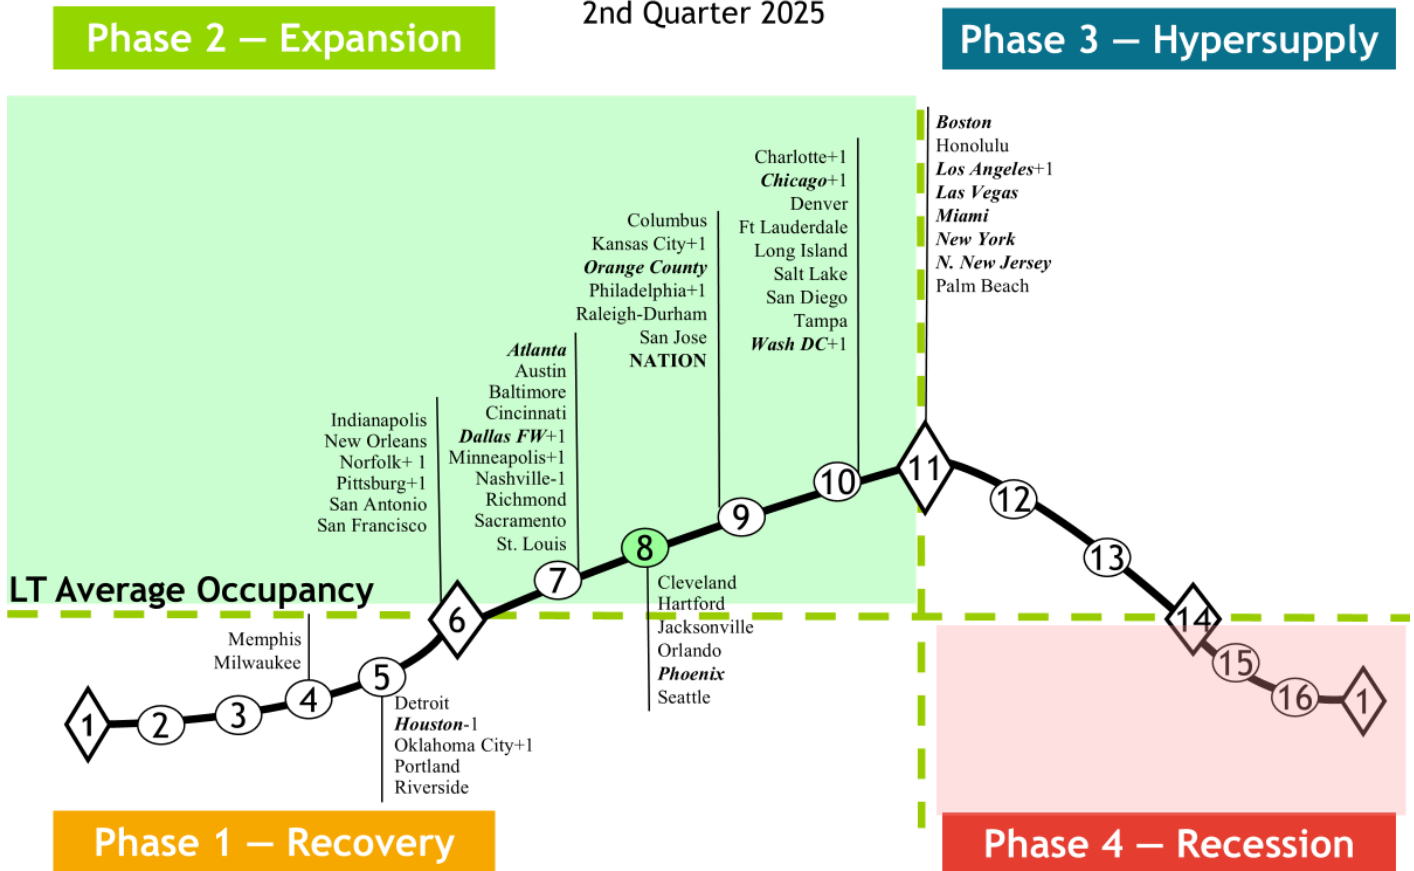 2nd Quarter 2025
Phase 2 — Expansion
Phase 3 — Hypersupply
Boston
Honolulu
Los Angeles+1
Las Vegas
Miami
New York
N. New Jersey
Palm Beach
Charlotte+1
Chicago+1
Denver
Ft Lauderdale
Long Island
Salt Lake
San Diego
Tampa
Wash DC+1
Columbus
Kansas City+1
Orange County
Philadelphia+1
Raleigh-Durham
San Jose
NATION
Atlanta
Austin
Baltimore
Cincinnati
Dallas FW+1
Minneapolis+1
Nashville-1
Richmond
Sacramento
St. Louis
Indianapolis
New Orleans
Norfolk+ 1
Pittsburg+1
San Antonio
San Francisco
LT Average Occupancy
Memphis
Milwaukee
Cleveland
Hartford
Jacksonville
Orlando
Phoenix
Seattle
Detroit
Houston-1
Oklahoma City+1
Portland
Riverside
1
2
3
4
5
6
7
8
9
10
11
12
13
14
15
16
1
Phase 1 — Recovery
Phase 4 — Recession